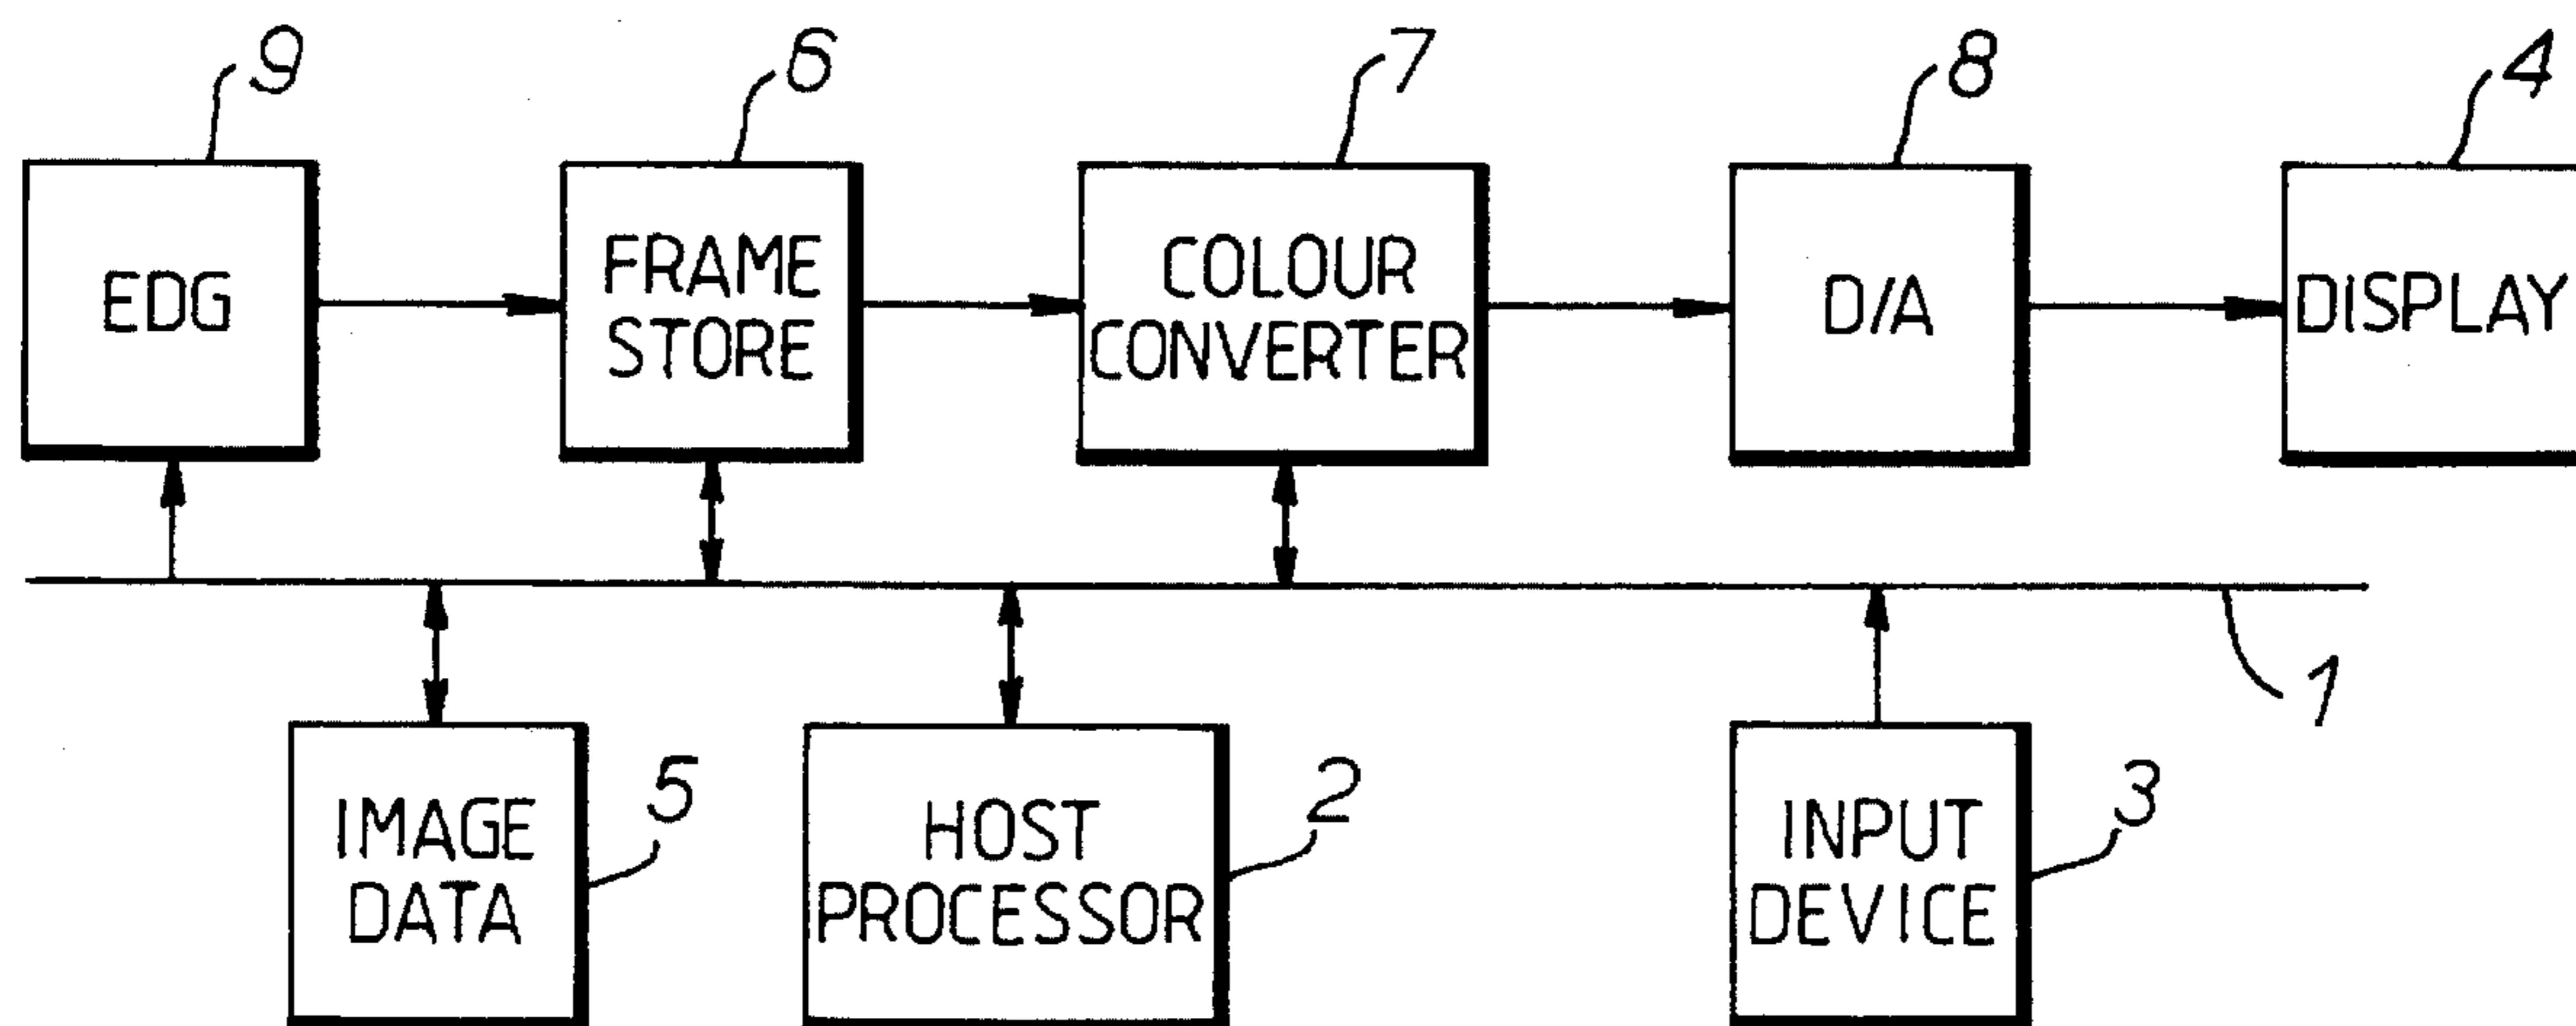 9
6
7
8
4
EDG
FRAME
STORE
COLOUR
CONVERTER
D/A
DISPLAY
1
5
2
3
IMAGE
DATA
HOST
PROCESSOR
INPUT
DEVICE